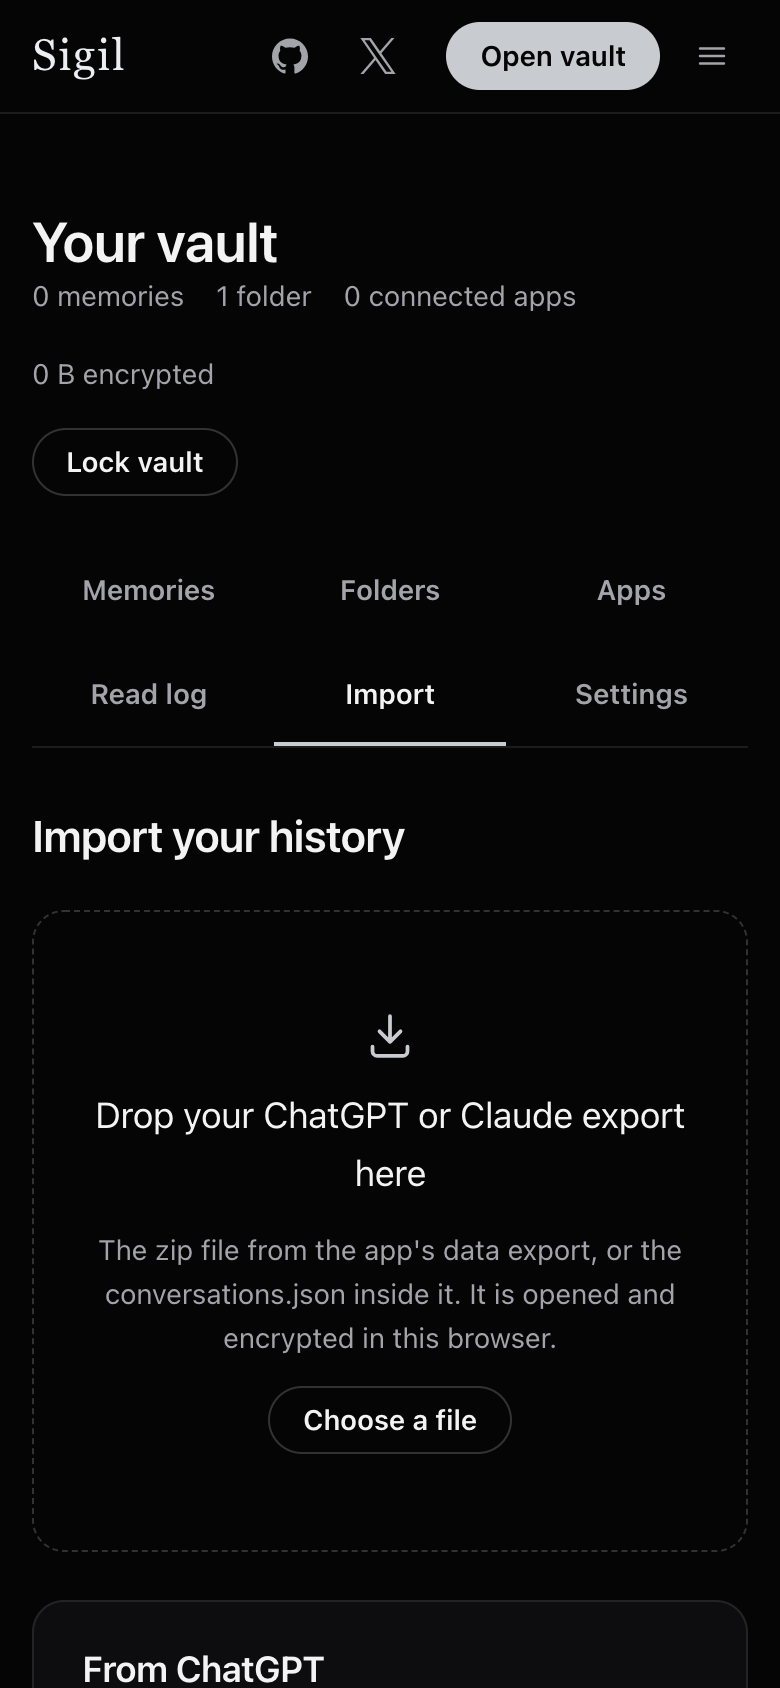 Sigil
Open vault
Your vault
0 memories 1 folder 0 connected apps
0 B encrypted
Lock vault
Memories Folders Apps
Read log Import Settings
Import your history
Drop your ChatGPT or Claude export
here
The zip file from the app's data export, or the
conversations.json inside it. It is opened and
encrypted in this browser.
Choose a file
From ChatGPT